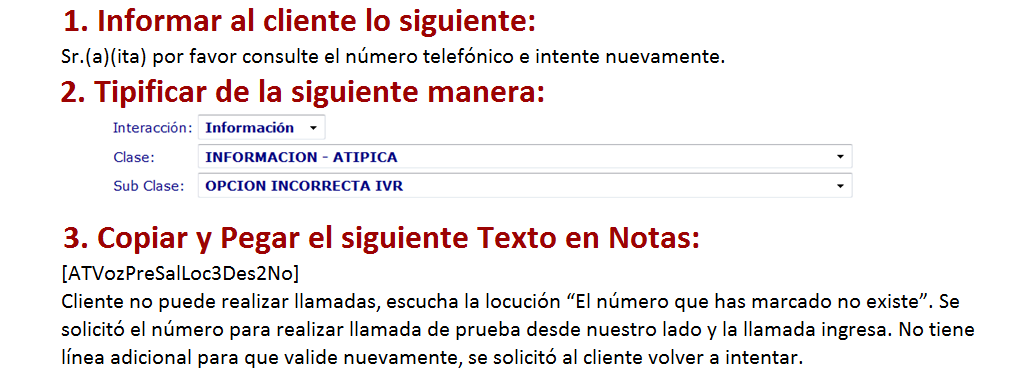 1. Informar al cliente lo siguiente:
Sr.(a)(ita) por favor consulte el número telefónico e intente nuevamente.
2. Tipificar de la siguiente manera:
Interacción: Información
Clase: INFORMACION - ATIPICA
Sub Clase: OPCION INCORRECTA IVR
3. Copiar y Pegar el siguiente Texto en Notas:
[ATVozPreSalLoc3Des2No]
Cliente no puede realizar llamadas, escucha la locución “El número que has marcado no existe”. Se
solicitó el número para realizar llamada de prueba desde nuestro lado y la llamada ingresa. No tiene
línea adicional para que valide nuevamente, se solicitó al cliente volver a intentar.